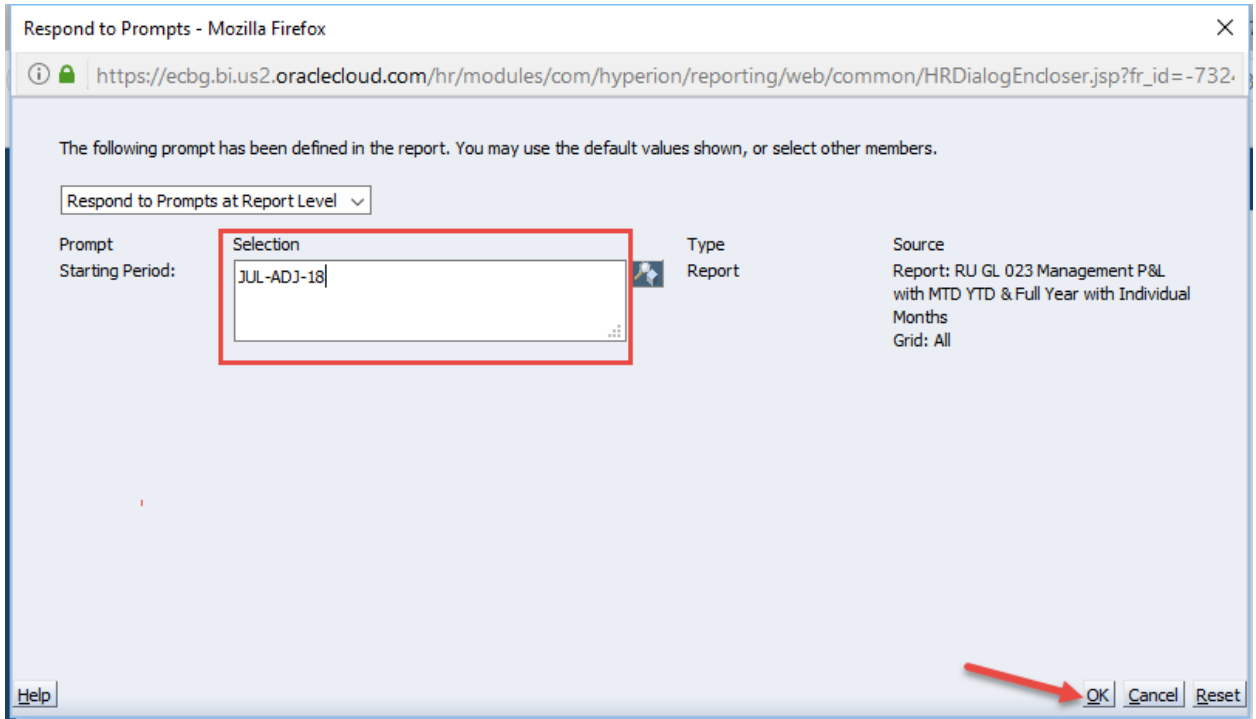 Respond to Prompts - Mozilla Firefox
https://ecbg.bi.us2.oraclecloud.com/hr/modules/com/hyperion/reporting/web/common/HRDialogEncloser.jsp?fr_id=-732
The following prompt has been defined in the report. You may use the default values shown, or select other members.
Respond to Prompts at Report Level
Prompt Selection Type Source
Starting Period: JUL-ADJ-18 Report Report: RU GL 023 Management P&L
with MTD YTD & Full Year with Individual
Months
Grid: All
Help OK Cancel Reset